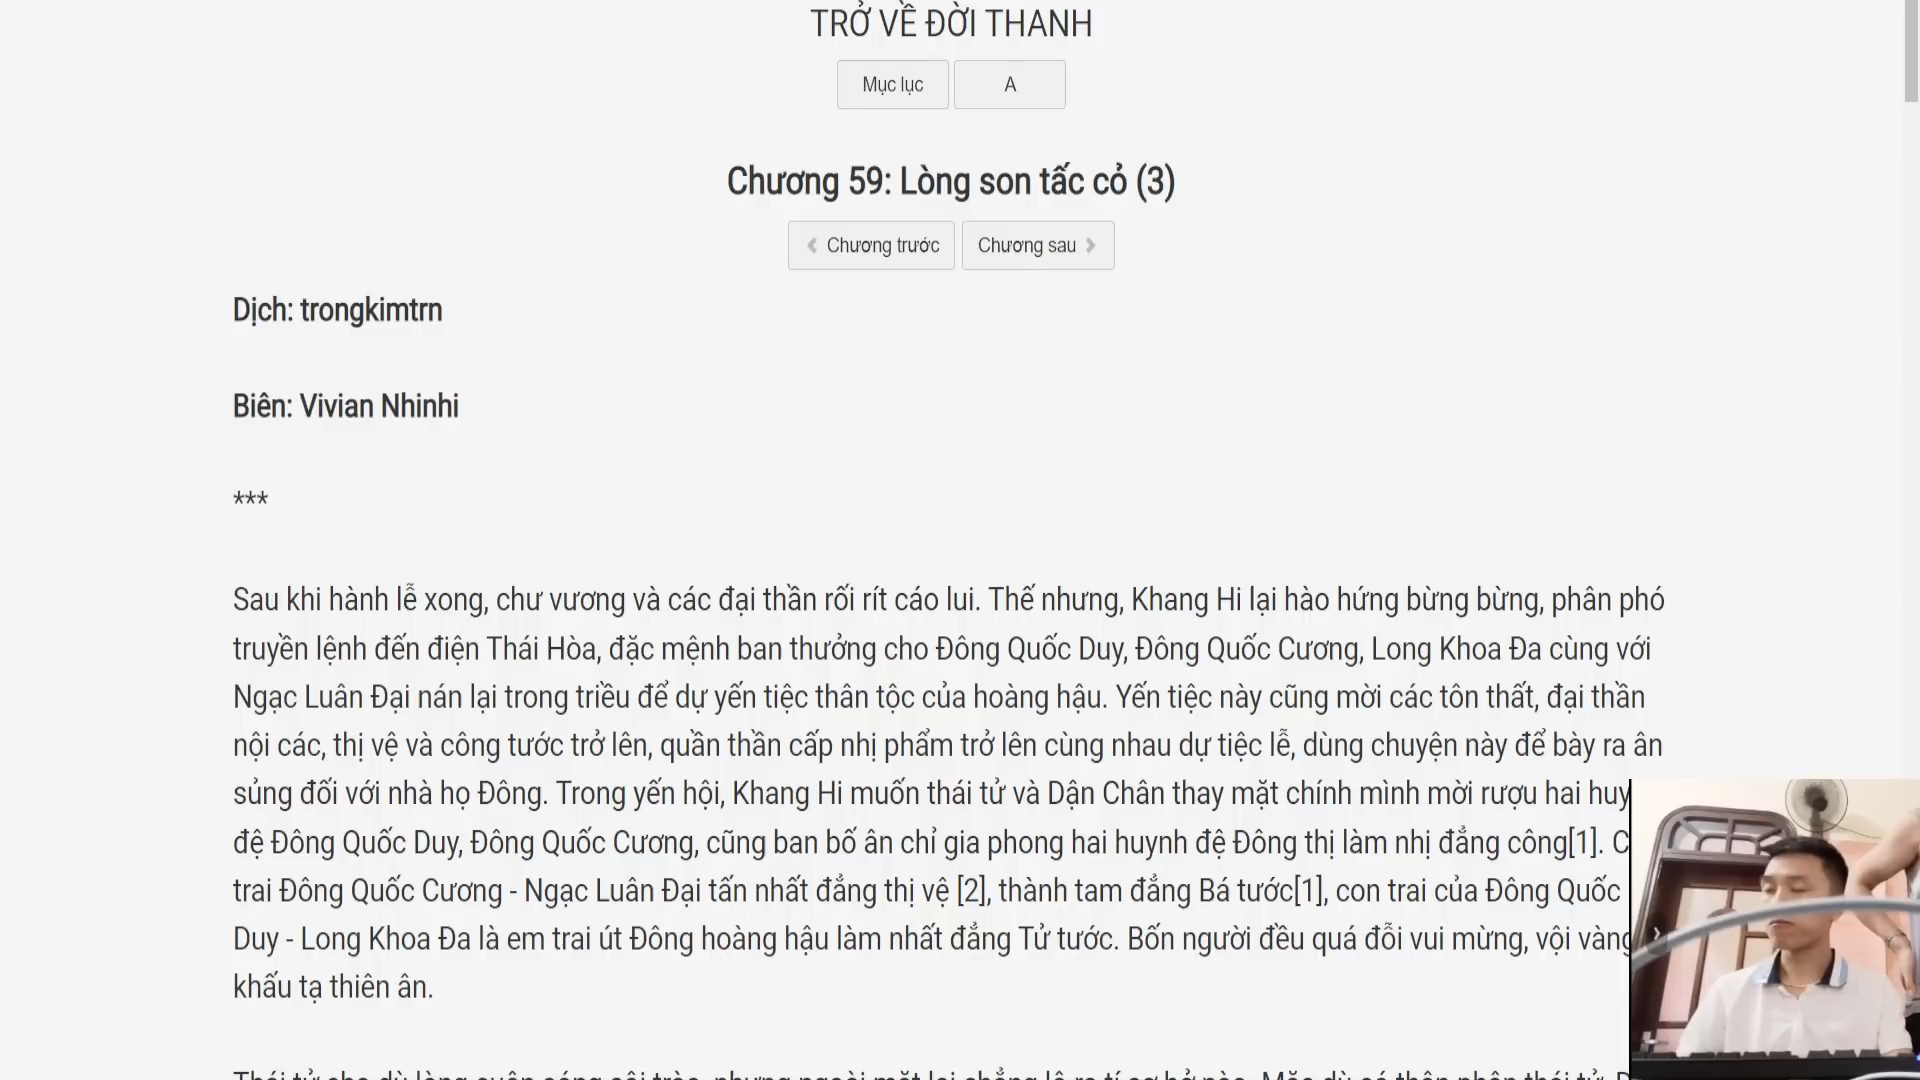 TRỞ VỀ ĐỜI THANH
Mục lục
A
Chương 59: Lòng son tấc cỏ (3)
Chương trước
Chương sau
Dịch: trongkimtrn
Biên: Vivian Nhinhi
***
Sau khi hành lễ xong, chư vương và các đại thần rối rít cáo lui. Thế nhưng, Khang Hi lại hào hứng bừng bừng, phân phó
truyền lệnh đến điện Thái Hòa, đặc mệnh ban thưởng cho Đông Quốc Duy, Đông Quốc Cương, Long Khoa Đa cùng với
Ngạc Luân Đại nán lại trong triều để dự yến tiệc thân tộc của hoàng hậu. Yến tiệc này cũng mời các tôn thất, đại thần
nội các, thị vệ và công tước trở lên, quần thần cấp nhị phẩm trở lên cùng nhau dự tiệc lễ, dùng chuyện này để bày ra ân
sủng đối với nhà họ Đông. Trong yến hội, Khang Hi muốn thái tử và Dận Chân thay mặt chính mình mời rượu hai huy
đệ Đông Quốc Duy, Đông Quốc Cương, cũng ban bố ân chỉ gia phong hai huynh đệ Đông thị làm nhị đẳng công[1]. C
trai Đông Quốc Cương - Ngạc Luân Đại tấn nhất đẳng thị vệ [2], thành tam đẳng Bá tước[1], con trai của Đông Quốc
Duy - Long Khoa Đa là em trai út Đông hoàng hậu làm nhất đẳng Tử tước. Bốn người đều quá đỗi vui mừng, vội vàng
khấu tạ thiên ân.